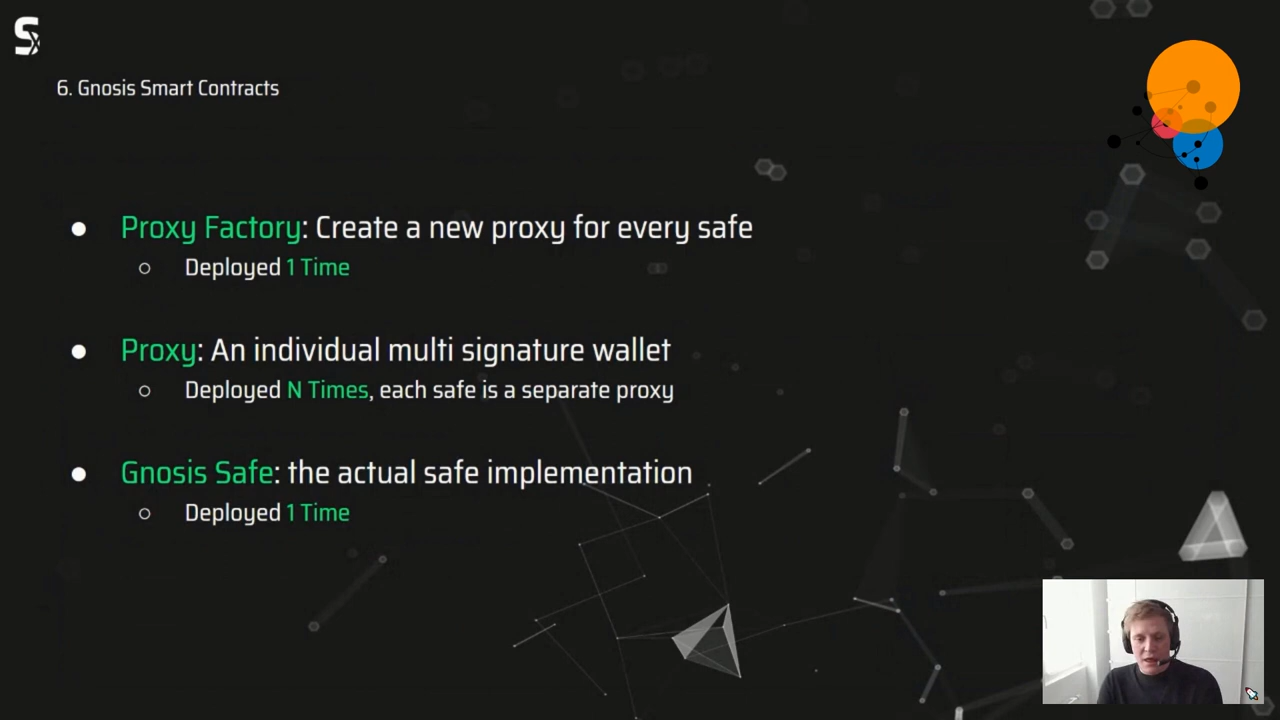 6. Gnosis Smart Contracts
● Proxy Factory: Create a new proxy for every safe
○ Deployed 1 Time
● Proxy: An individual multi signature wallet
○ Deployed N Times, each safe is a separate proxy
● Gnosis Safe: the actual safe implementation
○ Deployed 1 Time